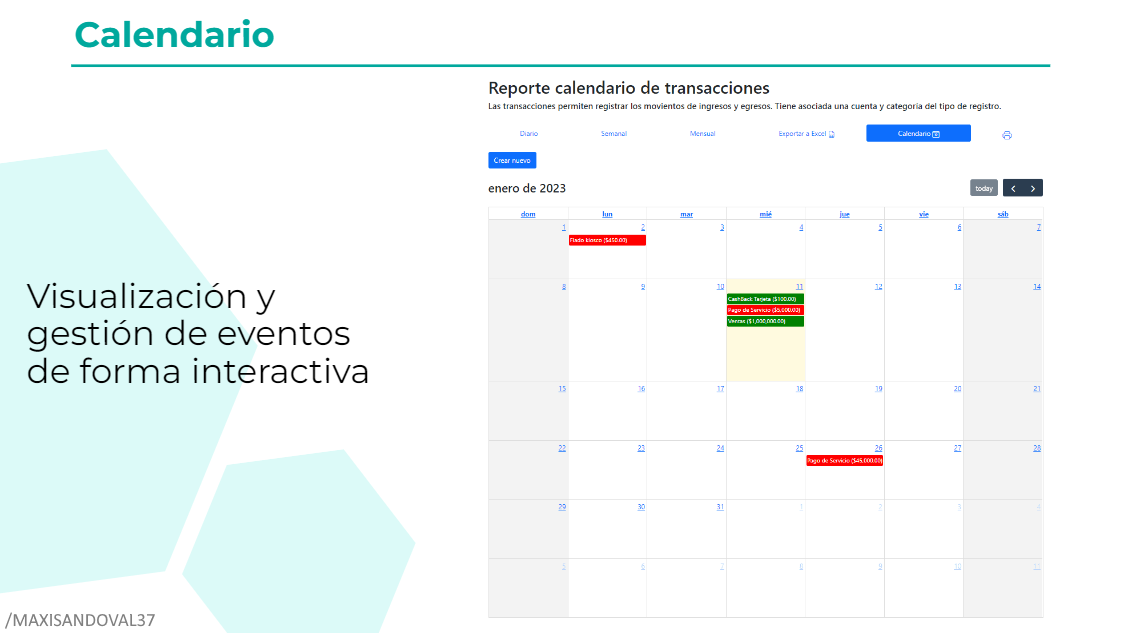 Calendario
Visualización y
gestión de eventos
de forma interactiva
/MAXISANDOVAL37
Reporte calendario de transacciones
Las transacciones permiten registrar los movientos de ingresos y egresos. Tiene asociada una cuenta y categoría del tipo de registro.
Diario Semanal Mensual Exportar a Excel Calendario
Crear nuevo
enero de 2023 today
dom lun mar mié jue vie sáb
1 2 3 4 5 6 7
Fiado kiosco ($450.00)
8 9 10 11 12 13 14
CashBack Tarjeta ($100.00)
Pago de Servicio ($5,000.00)
Ventas ($1,000,000.00)
15 16 17 18 19 20 21
22 23 24 25 26 27 28
Pago de Servicio ($45,000.00)
29 30 31 1 2 3 4
5 6 7 8 9 10 11